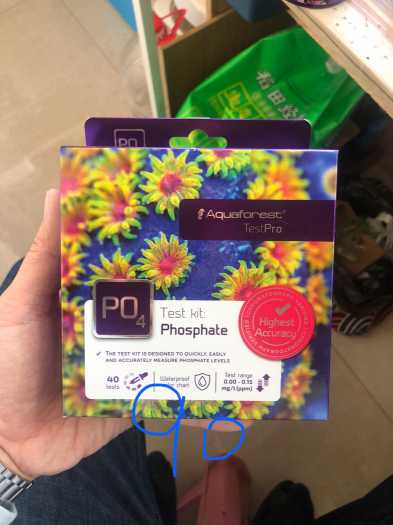 PO
Aquaforest®
TestPro
PO4
Test kit:
Phosphate
Highest
Accuracy
✓ THE TEST KIT IS DESIGNED TO QUICKLY, EASILY
AND ACCURATELY MEASURE PHOSPHATE LEVELS
40
tests
Waterproof
chart
Test range
0.00 - 0.15
mg/l (ppm)
90